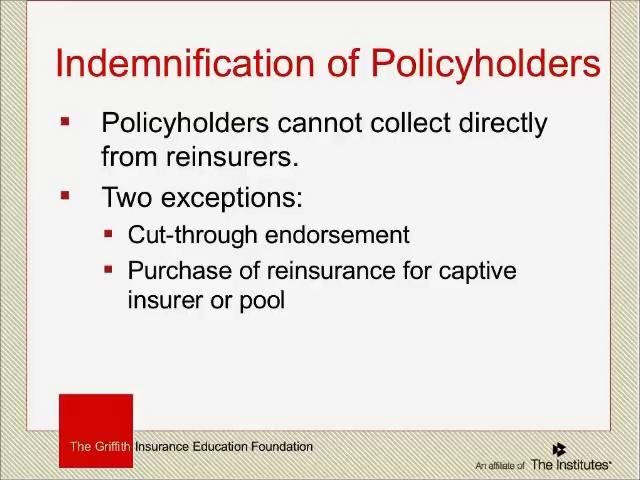 Indemnification of Policyholders
▪ Policyholders cannot collect directly
from reinsurers.
▪ Two exceptions:
▪ Cut-through endorsement
▪ Purchase of reinsurance for captive
insurer or pool
The Griffith Insurance Education Foundation
An affiliate of The Institutes